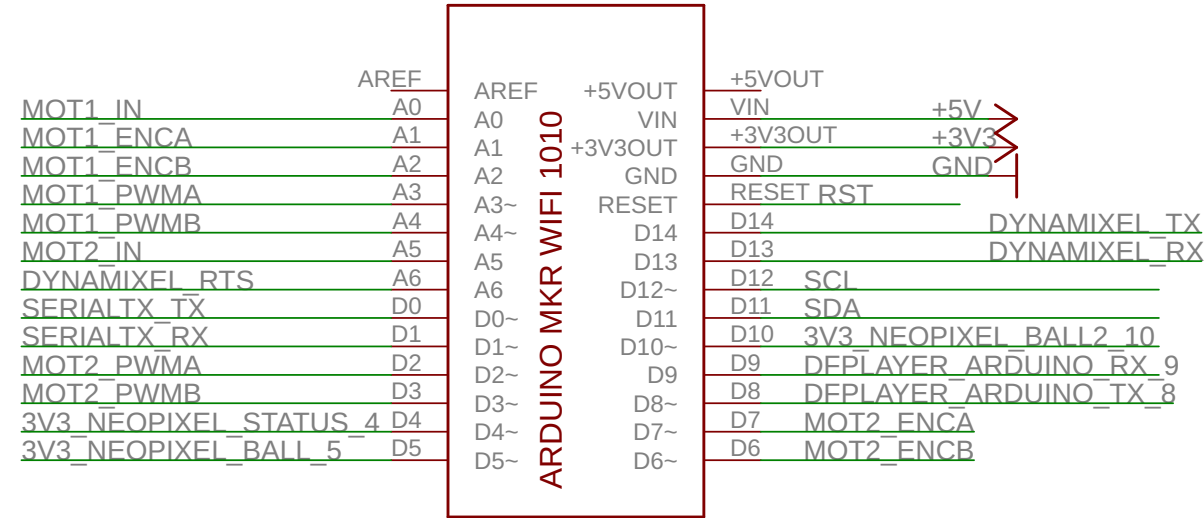 AREF AREF +5VOUT +5VOUT
MOT1_IN A0 A0 VIN VIN +5V
MOT1_ENCA A1 A1 +3V3OUT +3V3OUT +3V3
MOT1_ENCB A2 A2 GND GND GND
MOT1_PWMA A3 A3~ RESET RESET RST
MOT1_PWMB A4 A4~ D14 D14 DYNAMIXEL_TX
MOT2_IN A5 A5 D13 D13 DYNAMIXEL_RX
DYNAMIXEL_RTS A6 A6 D12~ D12 SCL
SERIALTX_TX D0 D0~ D11 D11 SDA
SERIALTX_RX D1 D1~ D10~ D10 3V3_NEOPIXEL_BALL2_10
MOT2_PWMA D2 D2~ D9 D9 DFPLAYER_ARDUINO_RX_9
MOT2_PWMB D3 D3~ D8~ D8 DFPLAYER_ARDUINO_TX_8
3V3_NEOPIXEL_STATUS_4 D4 D4~ D7~ D7 MOT2_ENCA
3V3_NEOPIXEL_BALL_5 D5 D5~ D6~ D6 MOT2_ENCB
ARDUINO MKR WIFI 1010